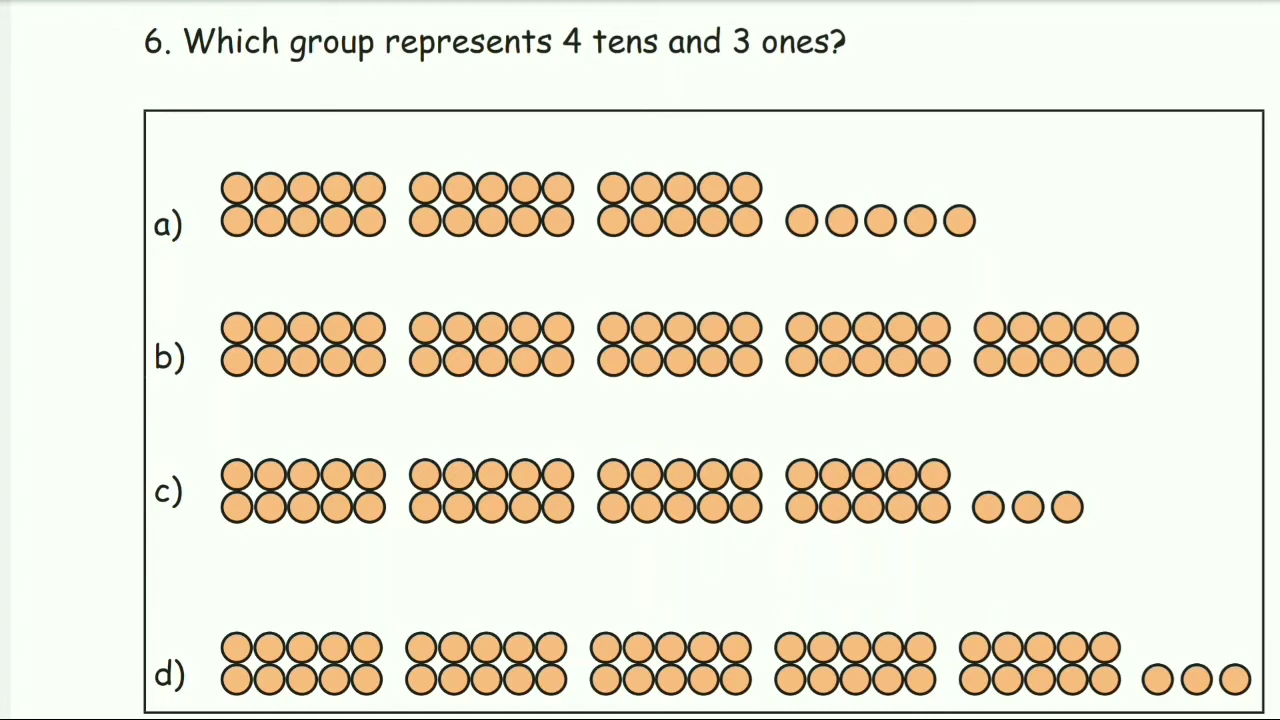 6. Which group represents 4 tens and 3 ones?
a)
b)
c)
d)